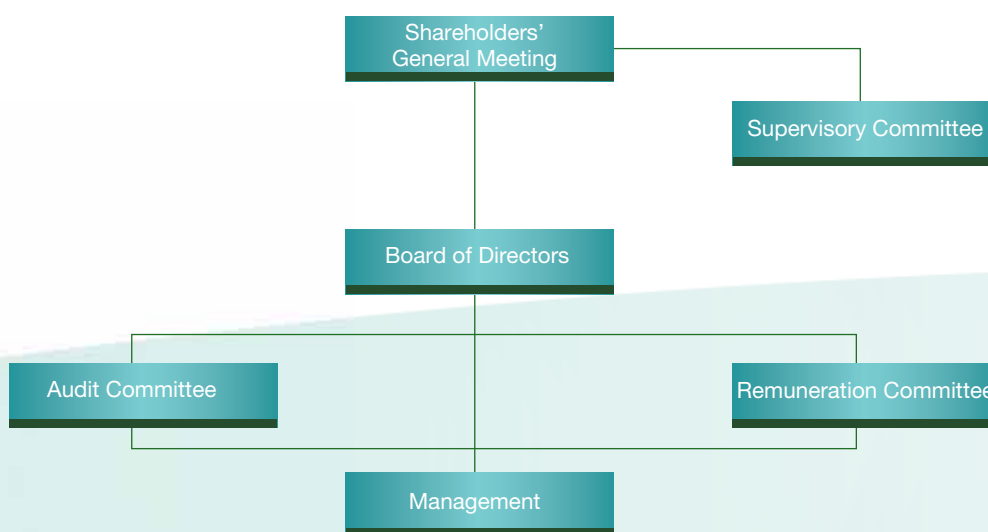 Shareholders’
General Meeting
Supervisory Committee
Board of Directors
Audit Committee
Remuneration Committee
Management